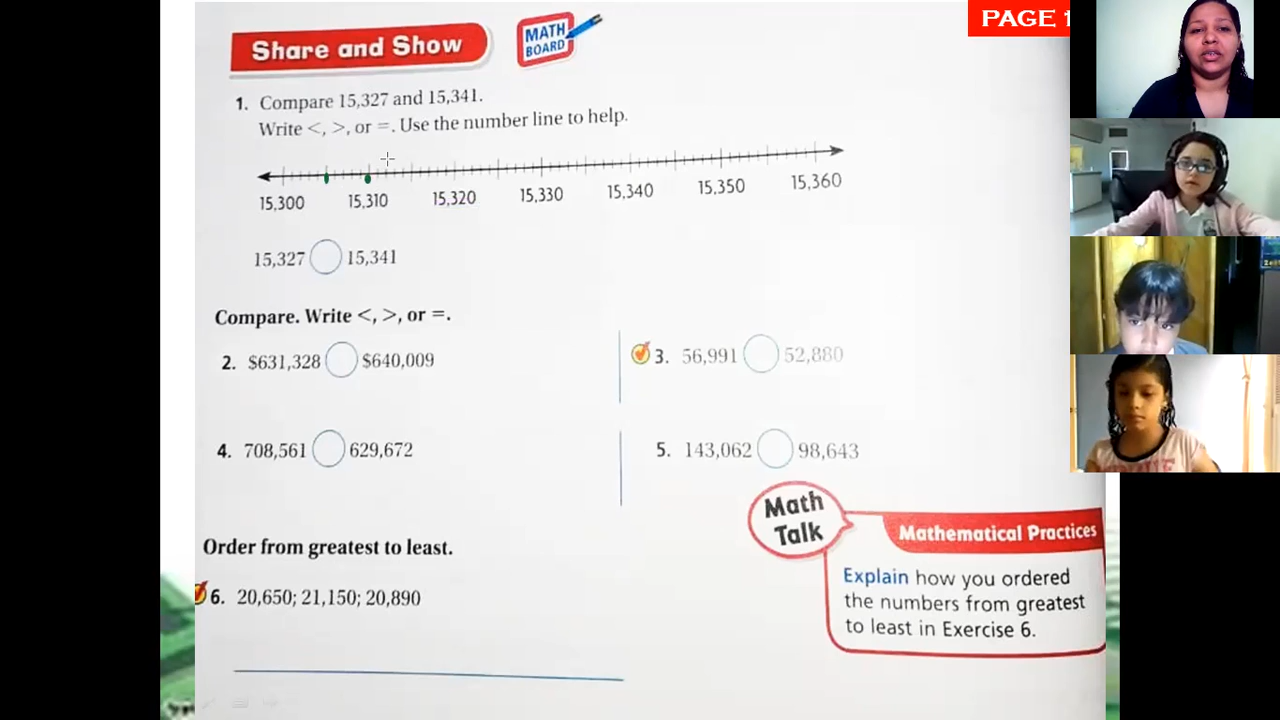 PAGE 1
Share and Show
MATH
BOARD
1. Compare 15,327 and 15,341.
Write <, >, or =. Use the number line to help.
15,300 15,310 15,320 15,330 15,340 15,350 15,360
15,327 15,341
Compare. Write <, >, or =.
2. $631,328 $640,009
3. 56,991 52,880
4. 708,561 629,672
5. 143,062 98,643
Math
Talk
Mathematical Practices
Explain how you ordered
the numbers from greatest
to least in Exercise 6.
Order from greatest to least.
6. 20,650; 21,150; 20,890